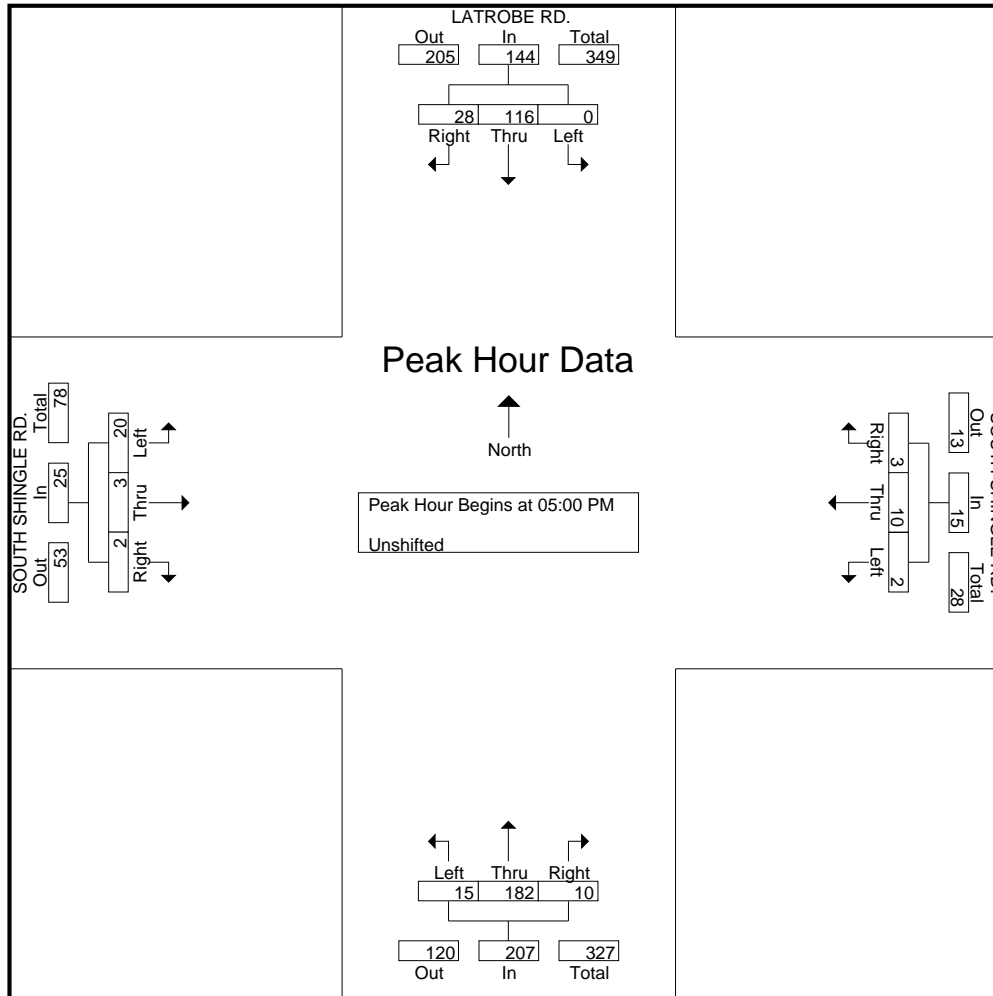 LATROBE RD.
Out In Total
205 144 349
28 116 0
Right Thru Left
Peak Hour Data
North
Peak Hour Begins at 05:00 PM
Unshifted
SOUTH SHINGLE RD.
Total In Out
78 25 53
20 3 2
Left Thru Right
Right Thru Left
3 10 2
13 15 28
Out In Total
Left Thru Right
15 182 10
120 207 327
Out In Total